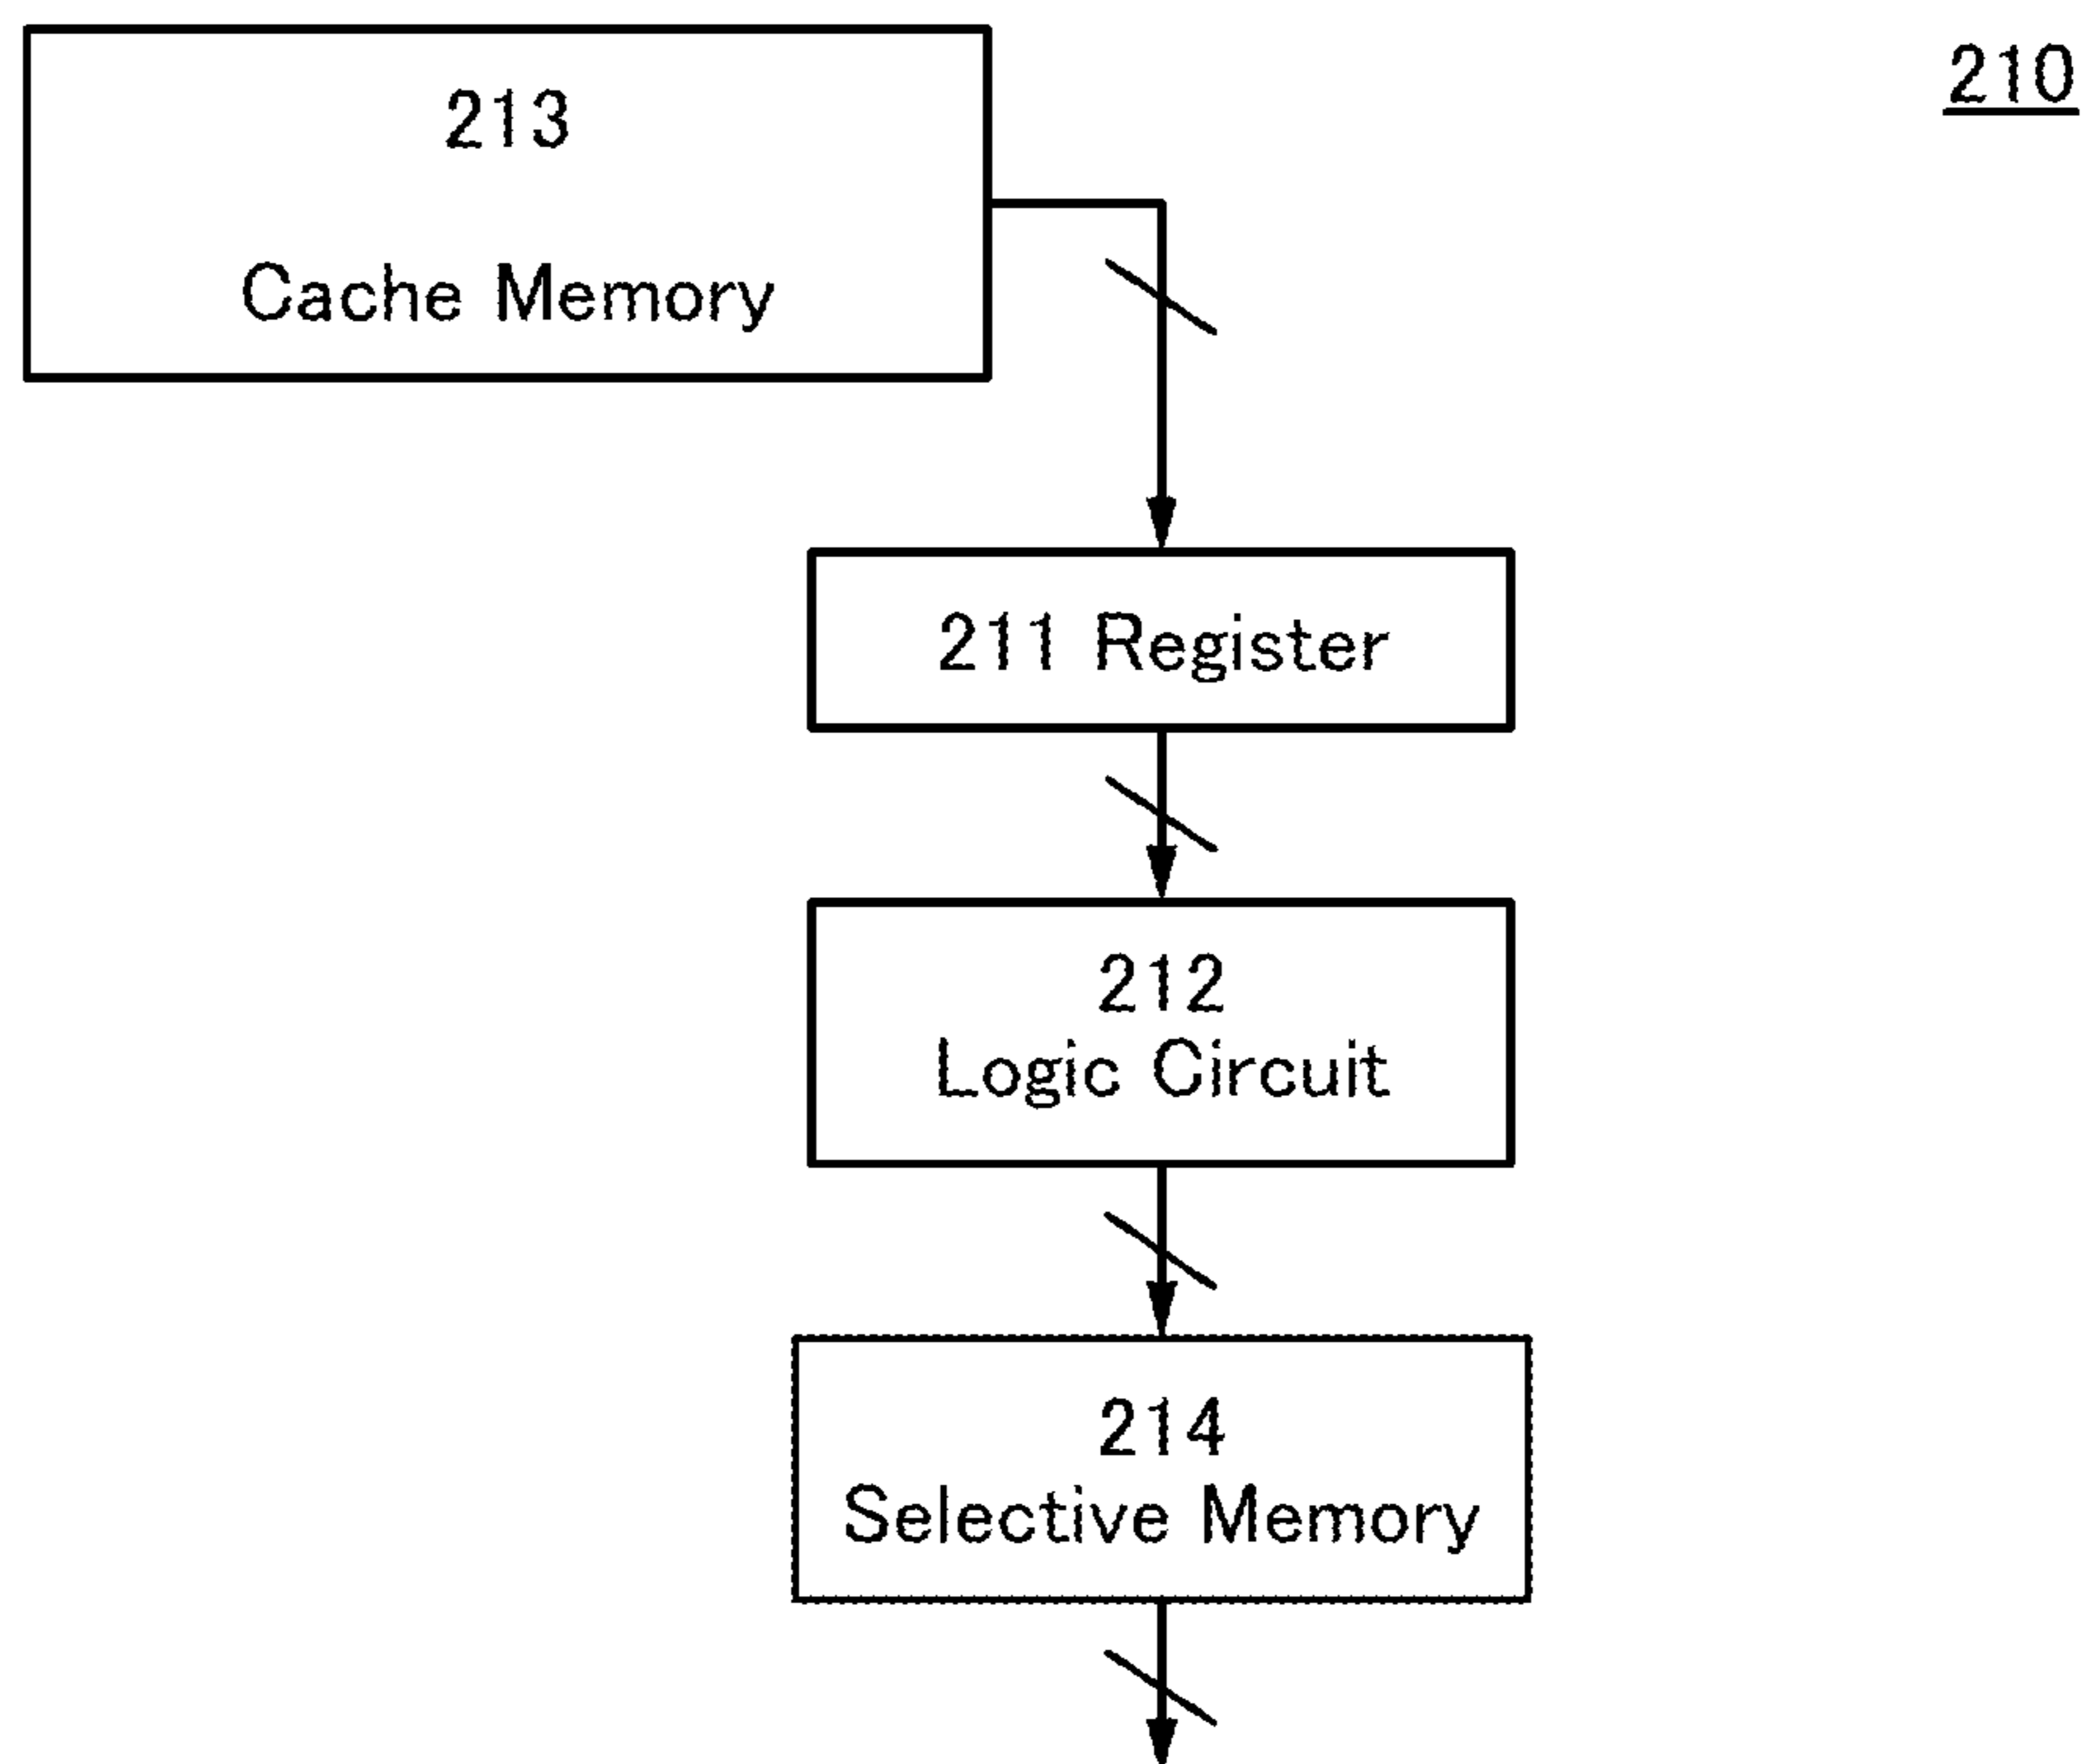 210
213
Cache Memory
211 Register
212
Logic Circuit
214
Selective Memory